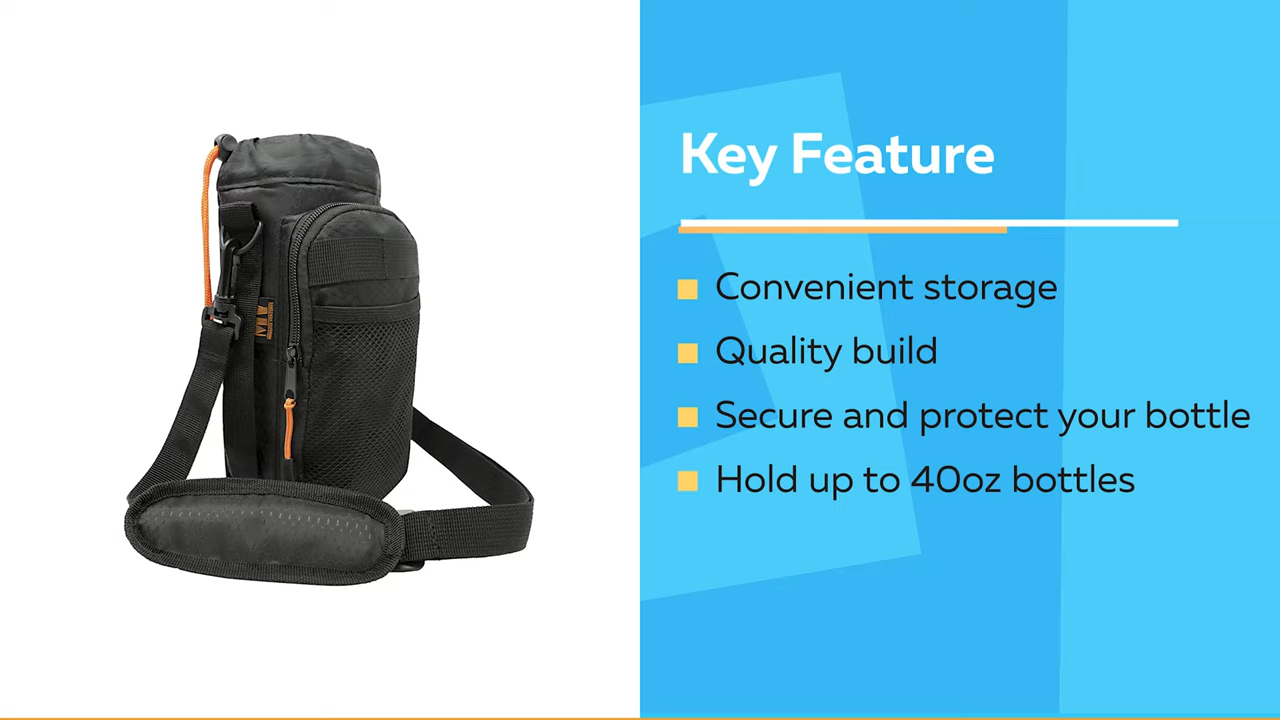 Key Feature
Convenient storage
Quality build
Secure and protect your bottle
Hold up to 40oz bottles